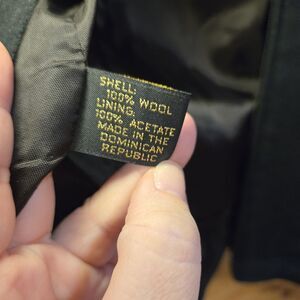 SHELL:
100% WOOL
LINING:
100% ACETATE
MADE IN THE
DOMINICAN
REPUBLIC